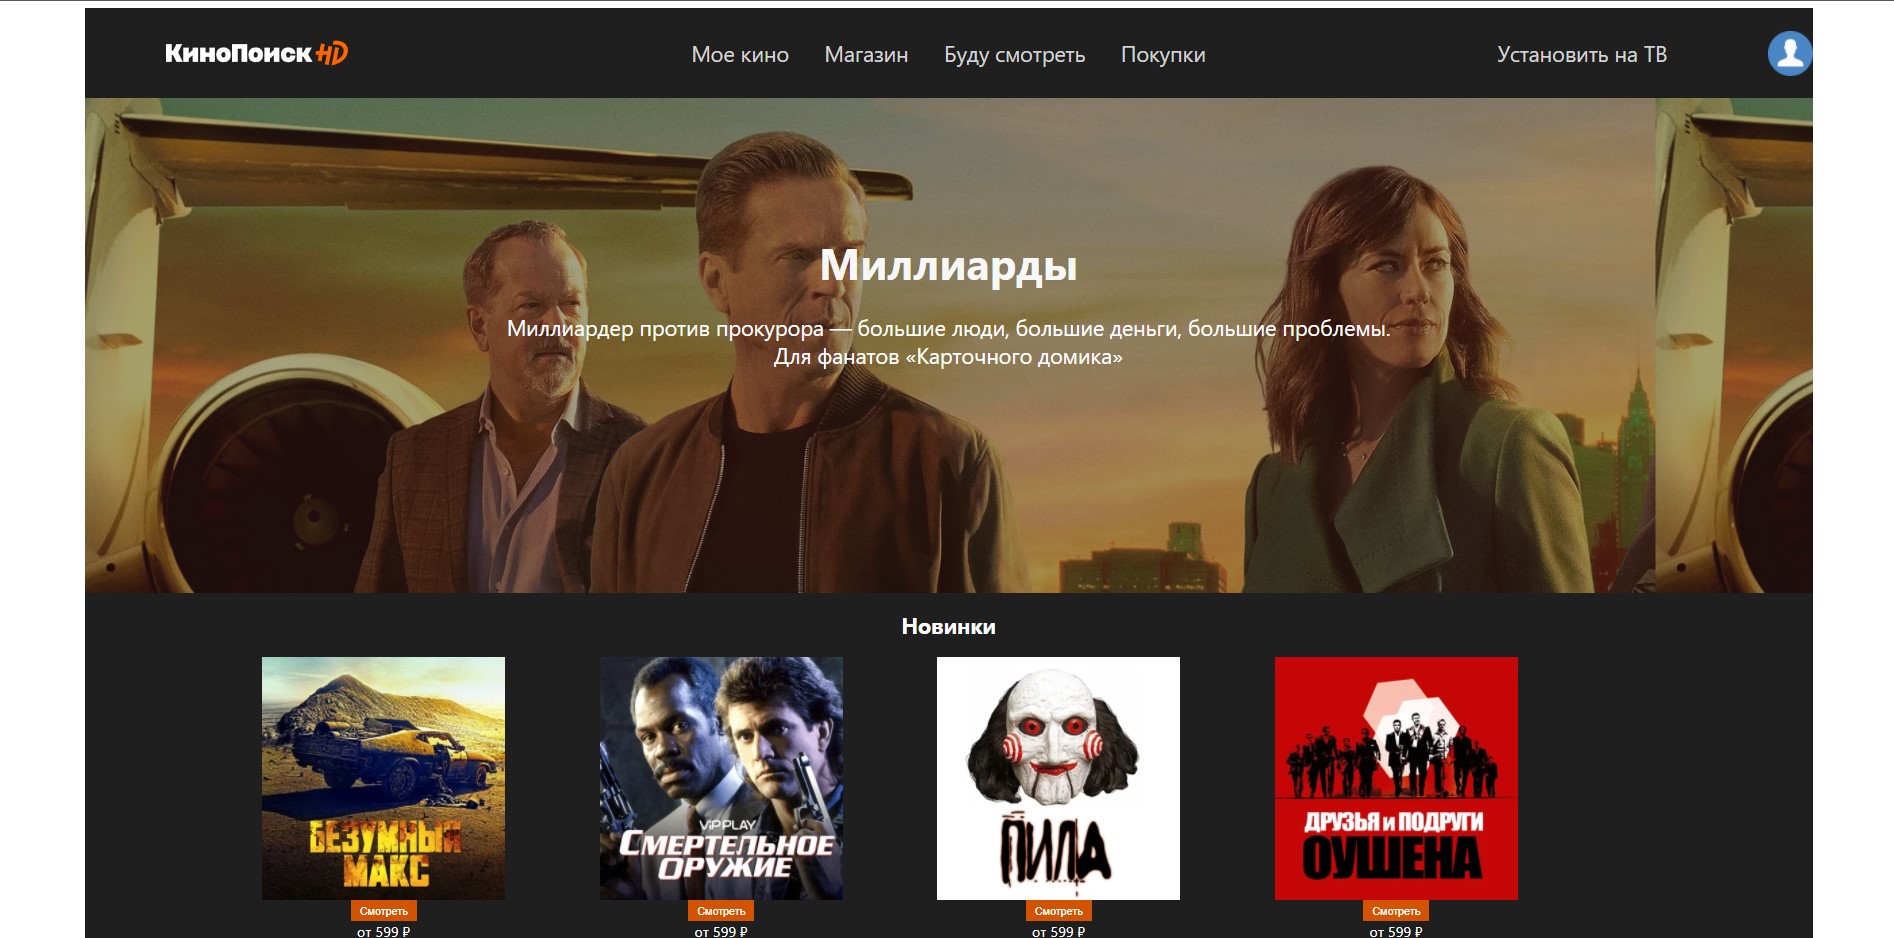 КиноПоиск HD
Мое кино Магазин Буду смотреть Покупки
Установить на ТВ
Миллиарды
Миллиардер против прокурора — большие люди, большие деньги, большие проблемы.
Для фанатов «Карточного домика»
Новинки
БЕЗУМНЫЙ
МАКС
ViP PLAY
СМЕРТЕЛЬНОЕ
ОРУЖИЕ
ПИЛА
ДРУЗЬЯ и ПОДРУГИ
ОУШЕНА
Смотреть Смотреть Смотреть Смотреть
от 599 ₽ от 599 ₽ от 599 ₽ от 599 ₽